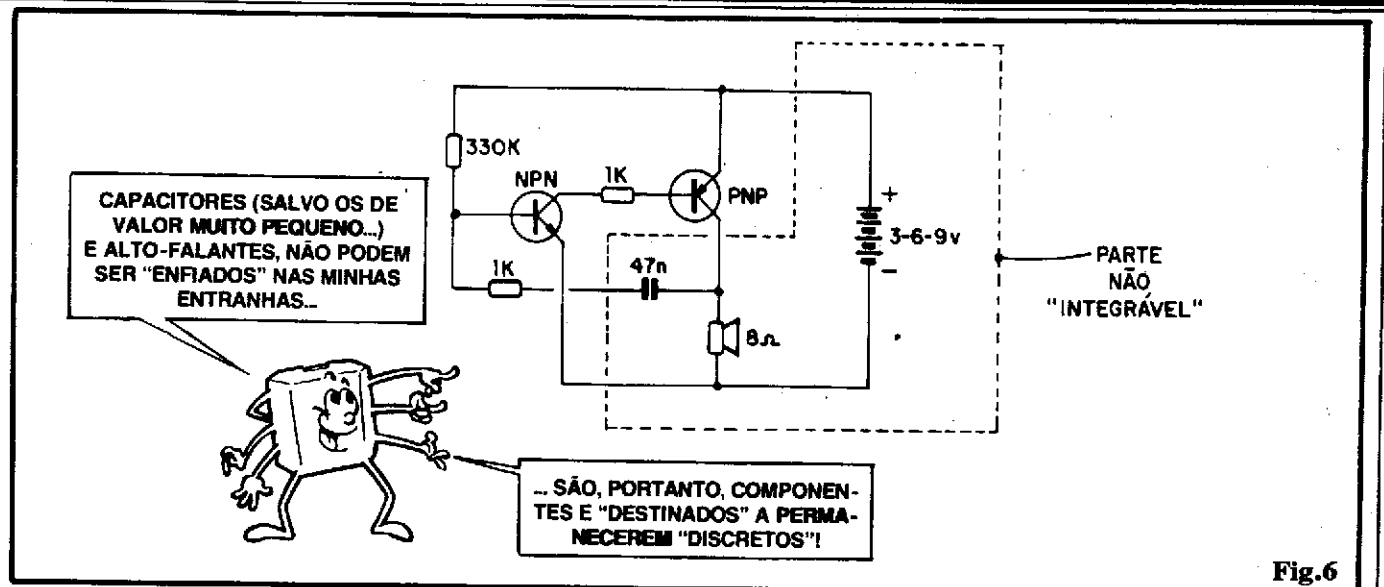 330K
NPN
1K
PNP
+
3-6-9v
-
47n
1K
8Ω
PARTE
NÃO
"INTEGRÁVEL"
CAPACITORES (SALVO OS DE
VALOR MUITO PEQUENO...)
E ALTO-FALANTES, NÃO PODEM
SER "ENFIADOS" NAS MINHAS
ENTRANHAS...
... SÃO, PORTANTO, COMPONEN-
TES E "DESTINADOS" A PERMA-
NECEREM "DISCRETOS"!
Fig.6